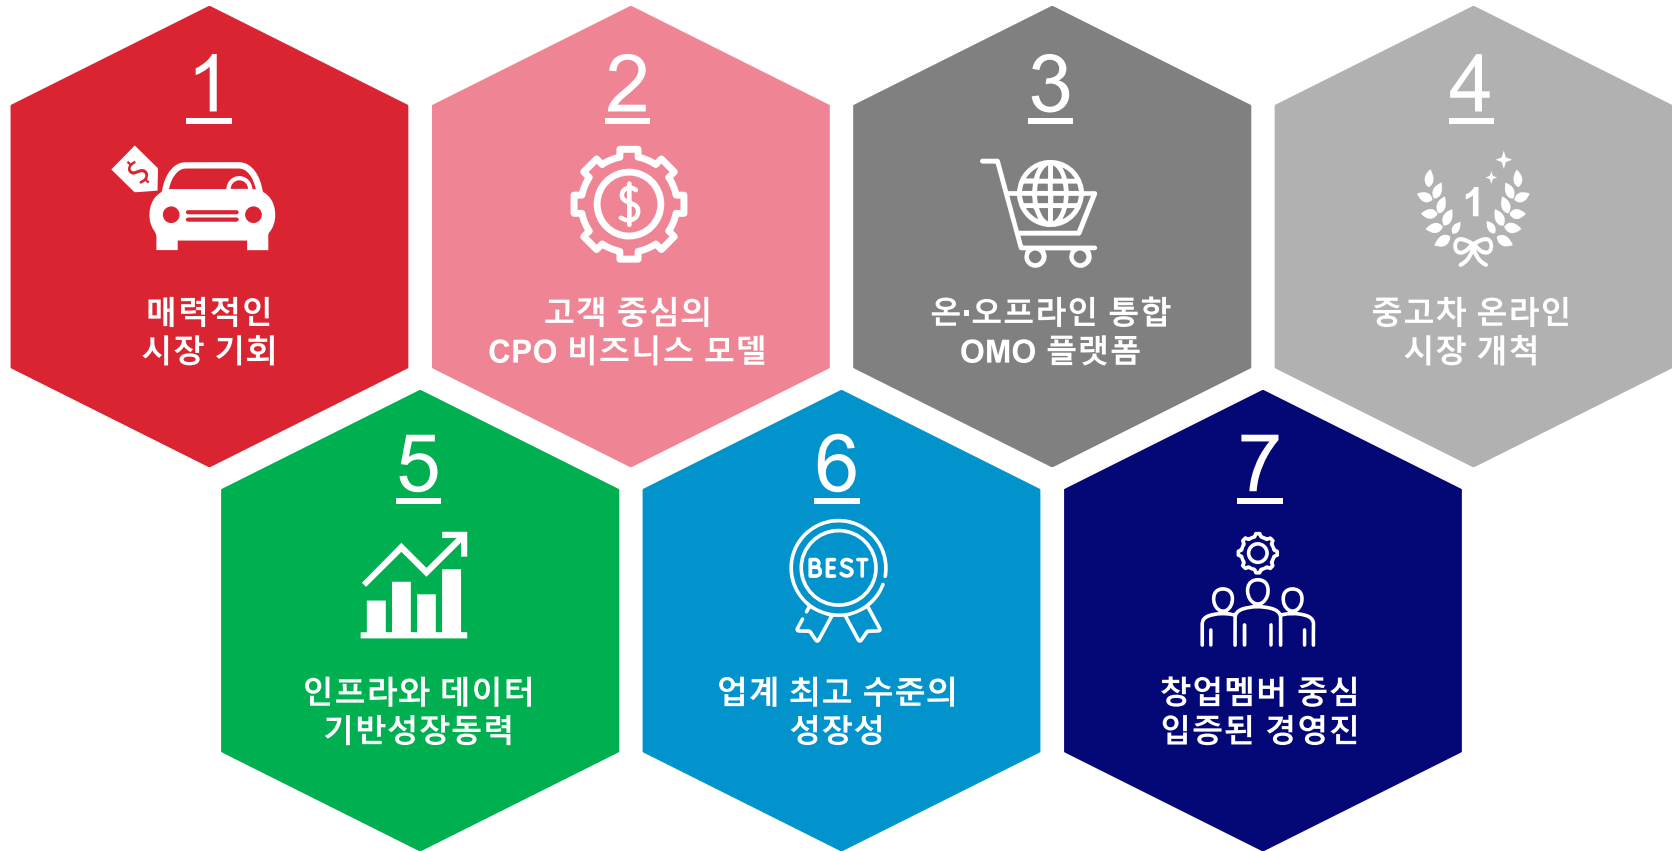 1
$
매력적인
시장 기회
2
$
고객 중심의
CPO 비즈니스 모델
3
온·오프라인 통합
OMO 플랫폼
4
1
중고차 온라인
시장 개척
5
인프라와 데이터
기반성장동력
6
BEST
업계 최고 수준의
성장성
7
창업멤버 중심
입증된 경영진